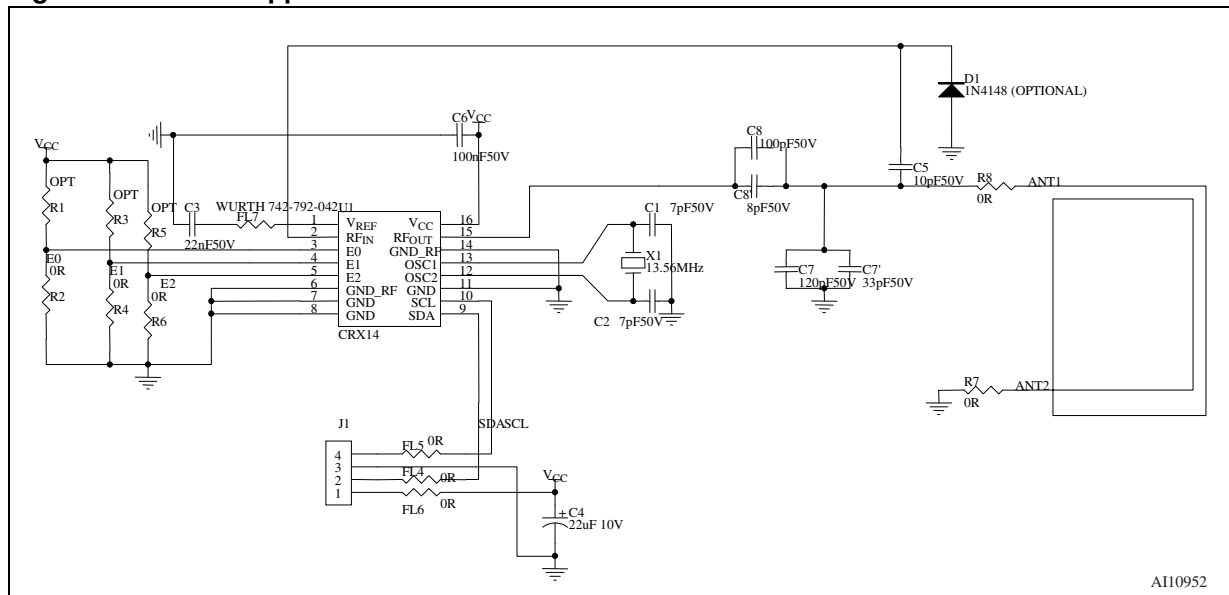 D1
1N4148 (OPTIONAL)
C6 VCC
100nF50V
C8
100pF50V
C8'
8pF50V
C5
10pF50V
R8
0R
ANT1
VCC
OPT
R1
OPT
R3
OPT
R5
C3
22nF50V
WURTH 742-792-042
FL7
U1
1 VREF
2 RFIN
3 E0
4 E1
5 E2
6 GND_RF
7 GND
8 GND
VCC 16
RFOUT 15
GND_RF 14
OSC1 13
OSC2 12
GND 11
SCL 10
SDA 9
CRX14
C1 7pF50V
X1
13.56MHz
C2 7pF50V
C7
120pF50V
C7'
33pF50V
E0
0R
R2
E1
0R
R4
E2
0R
R6
R7
0R
ANT2
J1
4
3
2
1
SDA
SCL
FL5 0R
FL4 0R
FL6 0R
VCC
+
C4
22uF 10V
AI10952